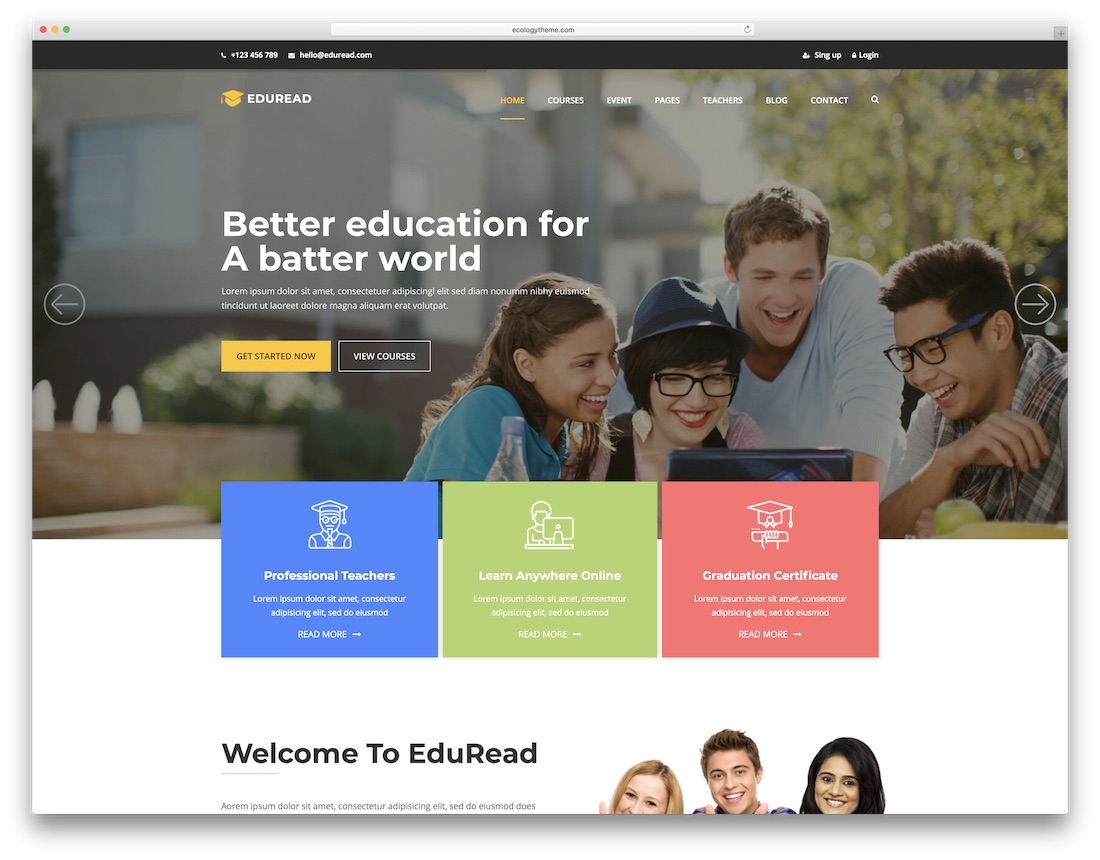 ecologytheme.com
+123 456 789 hello@eduread.com Sing up Login
EDUREAD HOME COURSES EVENT PAGES TEACHERS BLOG CONTACT
Better education for
A batter world
Lorem ipsum dolor sit amet, consectetuer adipiscingl elit sed diam nonumm nibhy euismod
tincidunt ut laoreet dolore magna aliquam erat volutpat.
GET STARTED NOW VIEW COURSES
Professional Teachers
Lorem ipsum dolor sit amet, consectetur
adipisicing elit, sed do eiusmod
READ MORE
Learn Anywhere Online
Lorem ipsum dolor sit amet, consectetur
adipisicing elit, sed do eiusmod
READ MORE
Graduation Certificate
Lorem ipsum dolor sit amet, consectetur
adipisicing elit, sed do eiusmod
READ MORE
Welcome To EduRead
Aorem ipsum dolor sit amet, consectetur adipisicing elit, sed do eiusmod does